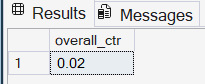 Results Messages
overall_ctr
1 0.02